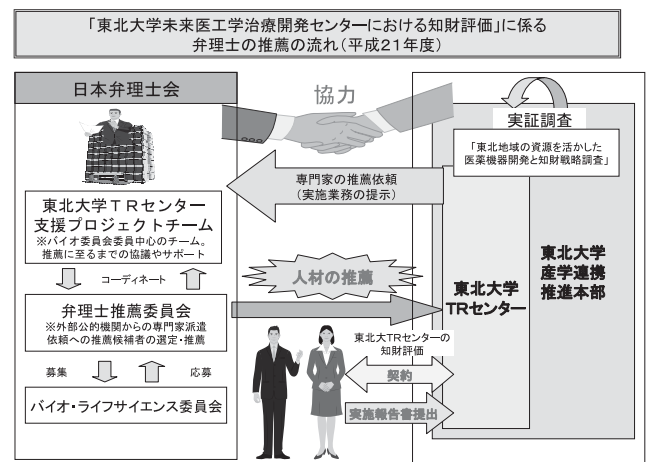 「東北大学未来医工学治療開発センターにおける知財評価」に係る
弁理士の推薦の流れ(平成21年度)
日本弁理士会
協力
実証調査
「東北地域の資源を活かした
医薬機器開発と知財戦略調査」
専門家の推薦依頼
(実施業務の提示)
東北大学TRセンター
支援プロジェクトチーム
※バイオ委員会委員中心のチーム。
推薦に至るまでの協議やサポート
コーディネート
人材の推薦
弁理士推薦委員会
※外部公的機関からの専門家派遣
依頼への推薦候補者の選定・推薦
募集
応募
バイオ・ライフサイエンス委員会
東北大学
TRセンター
東北大学
産学連携
推進本部
東北大TRセンターの
知財評価
契約
実施報告書提出